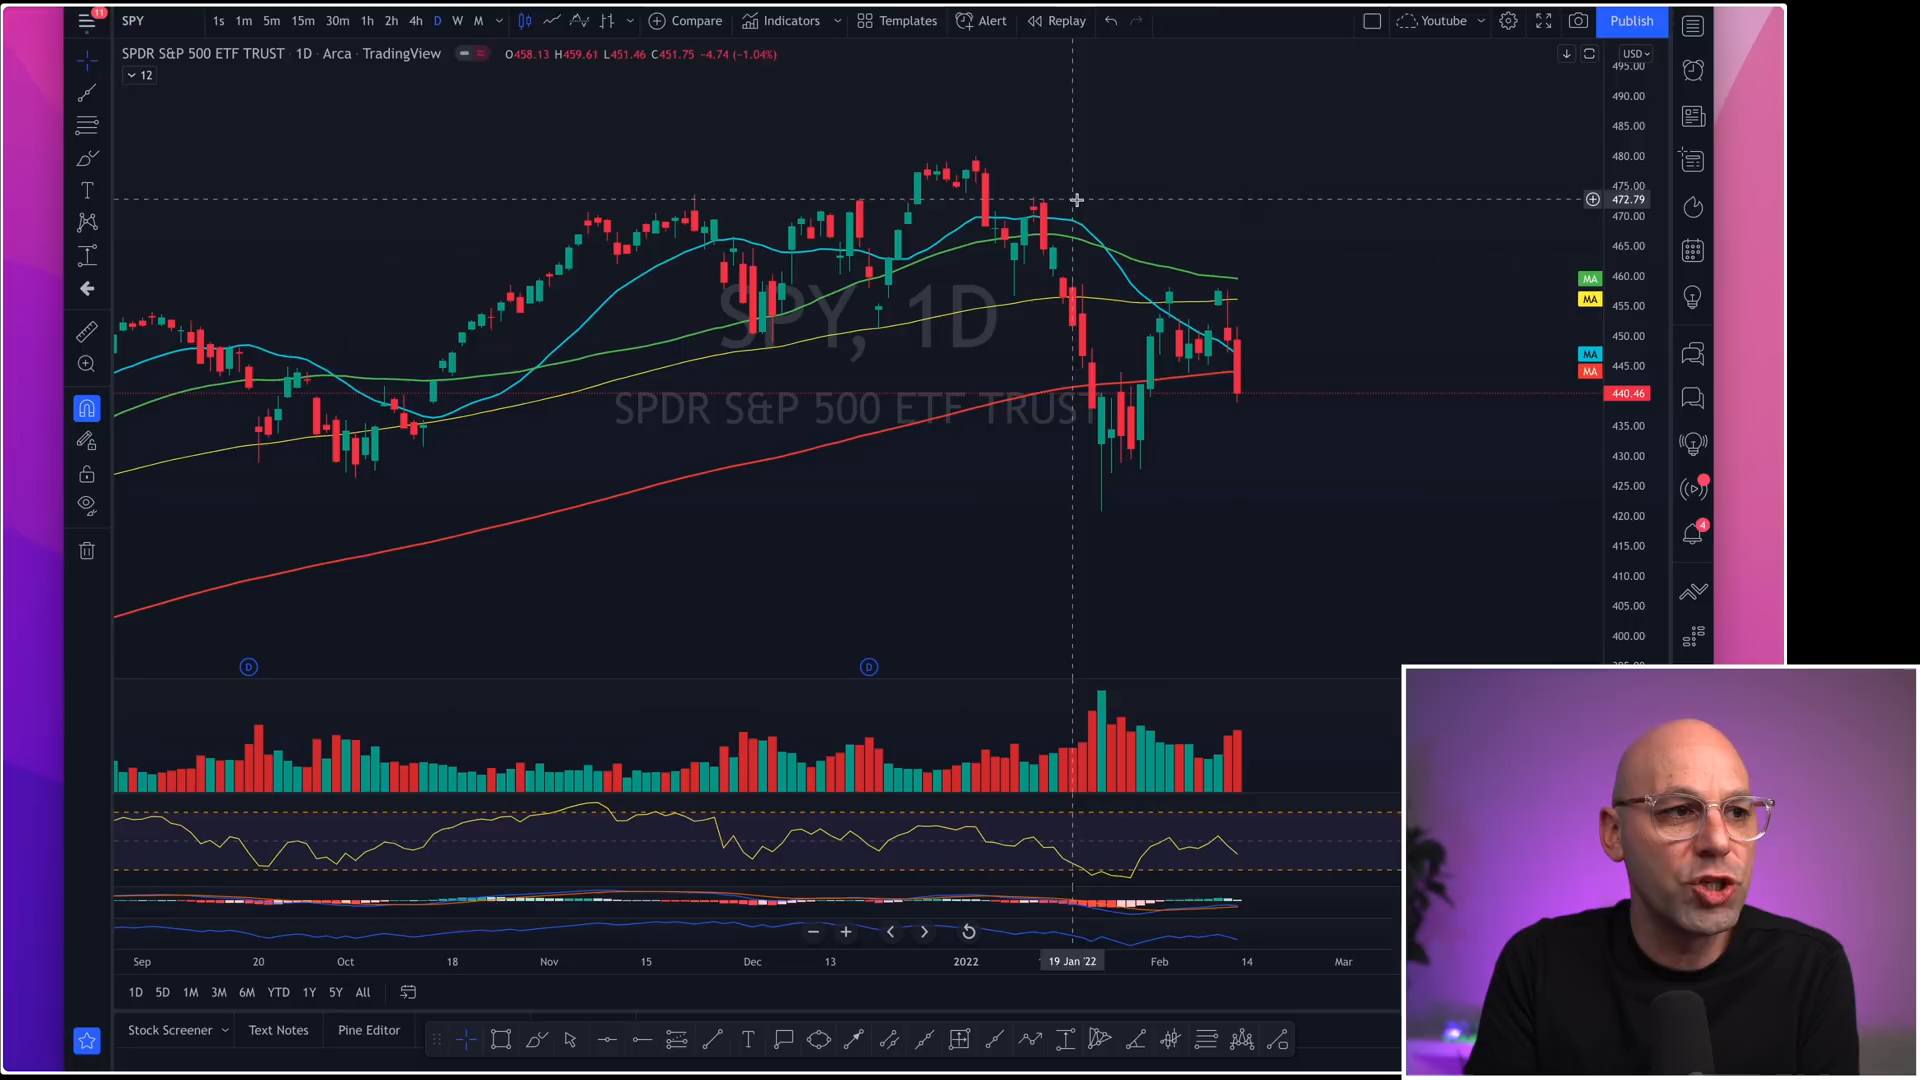 11
SPY 1s 1m 5m 15m 30m 1h 2h 4h D W M Compare Indicators Templates Alert Replay Youtube Publish
SPDR S&P 500 ETF TRUST · 1D · Arca · TradingView O458.13 H459.61 L451.46 C451.75 −4.74 (−1.04%) USD
12
495.00
490.00
485.00
480.00
475.00
472.79
470.00
465.00
460.00
MA
MA
455.00
450.00
MA
445.00
MA
440.46
435.00
430.00
425.00
420.00
415.00
410.00
405.00
400.00
4
SPY, 1D
SPDR S&P 500 ETF TRUST
D D
Sep 20 Oct 18 Nov 15 Dec 13 2022 19 Jan '22 Feb 14 Mar
1D 5D 1M 3M 6M YTD 1Y 5Y All
Stock Screener Text Notes Pine Editor